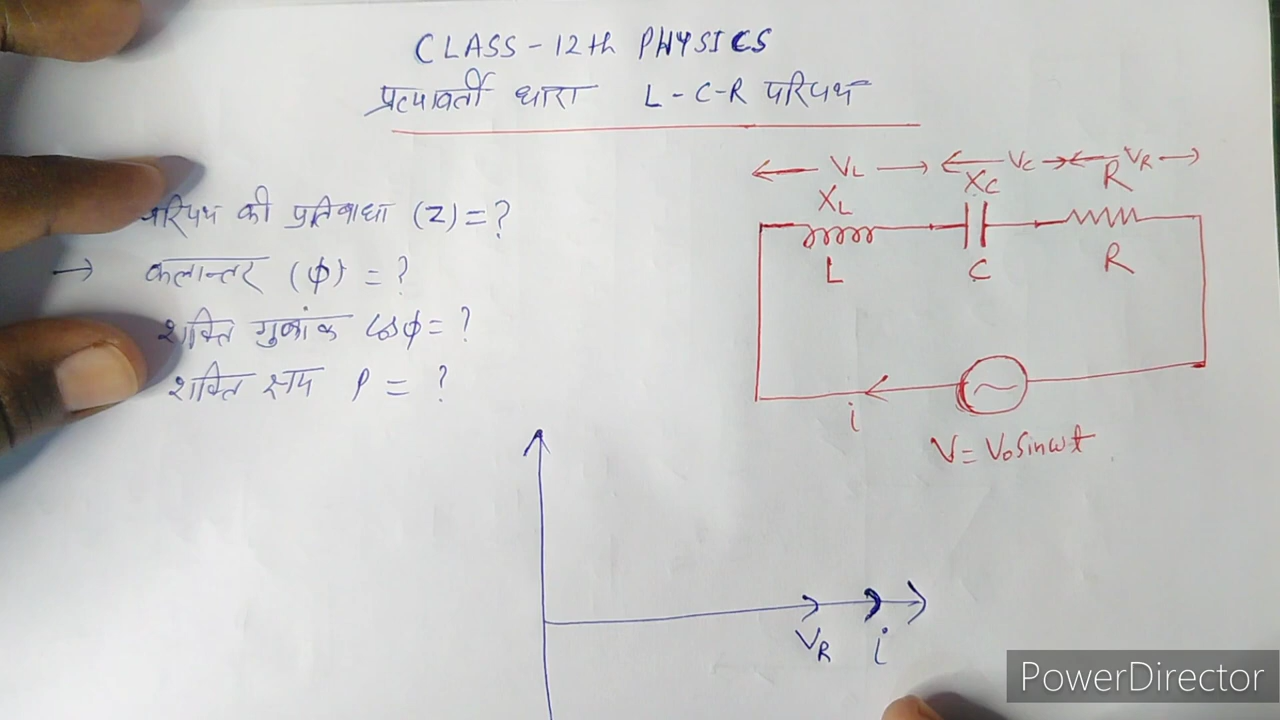 CLASS - 12th PHYSICS
प्रत्यावर्ती धारा L - C - R परिपथ
परिपथ की प्रतिबाधा (Z) = ?
→ कलान्तर (ϕ) = ?
शक्ति गुणांक cosϕ = ?
शक्ति क्षय P = ?
VL VC VR
XL XC R
L C R
i
V = V₀ sinωt
VR i
PowerDirector